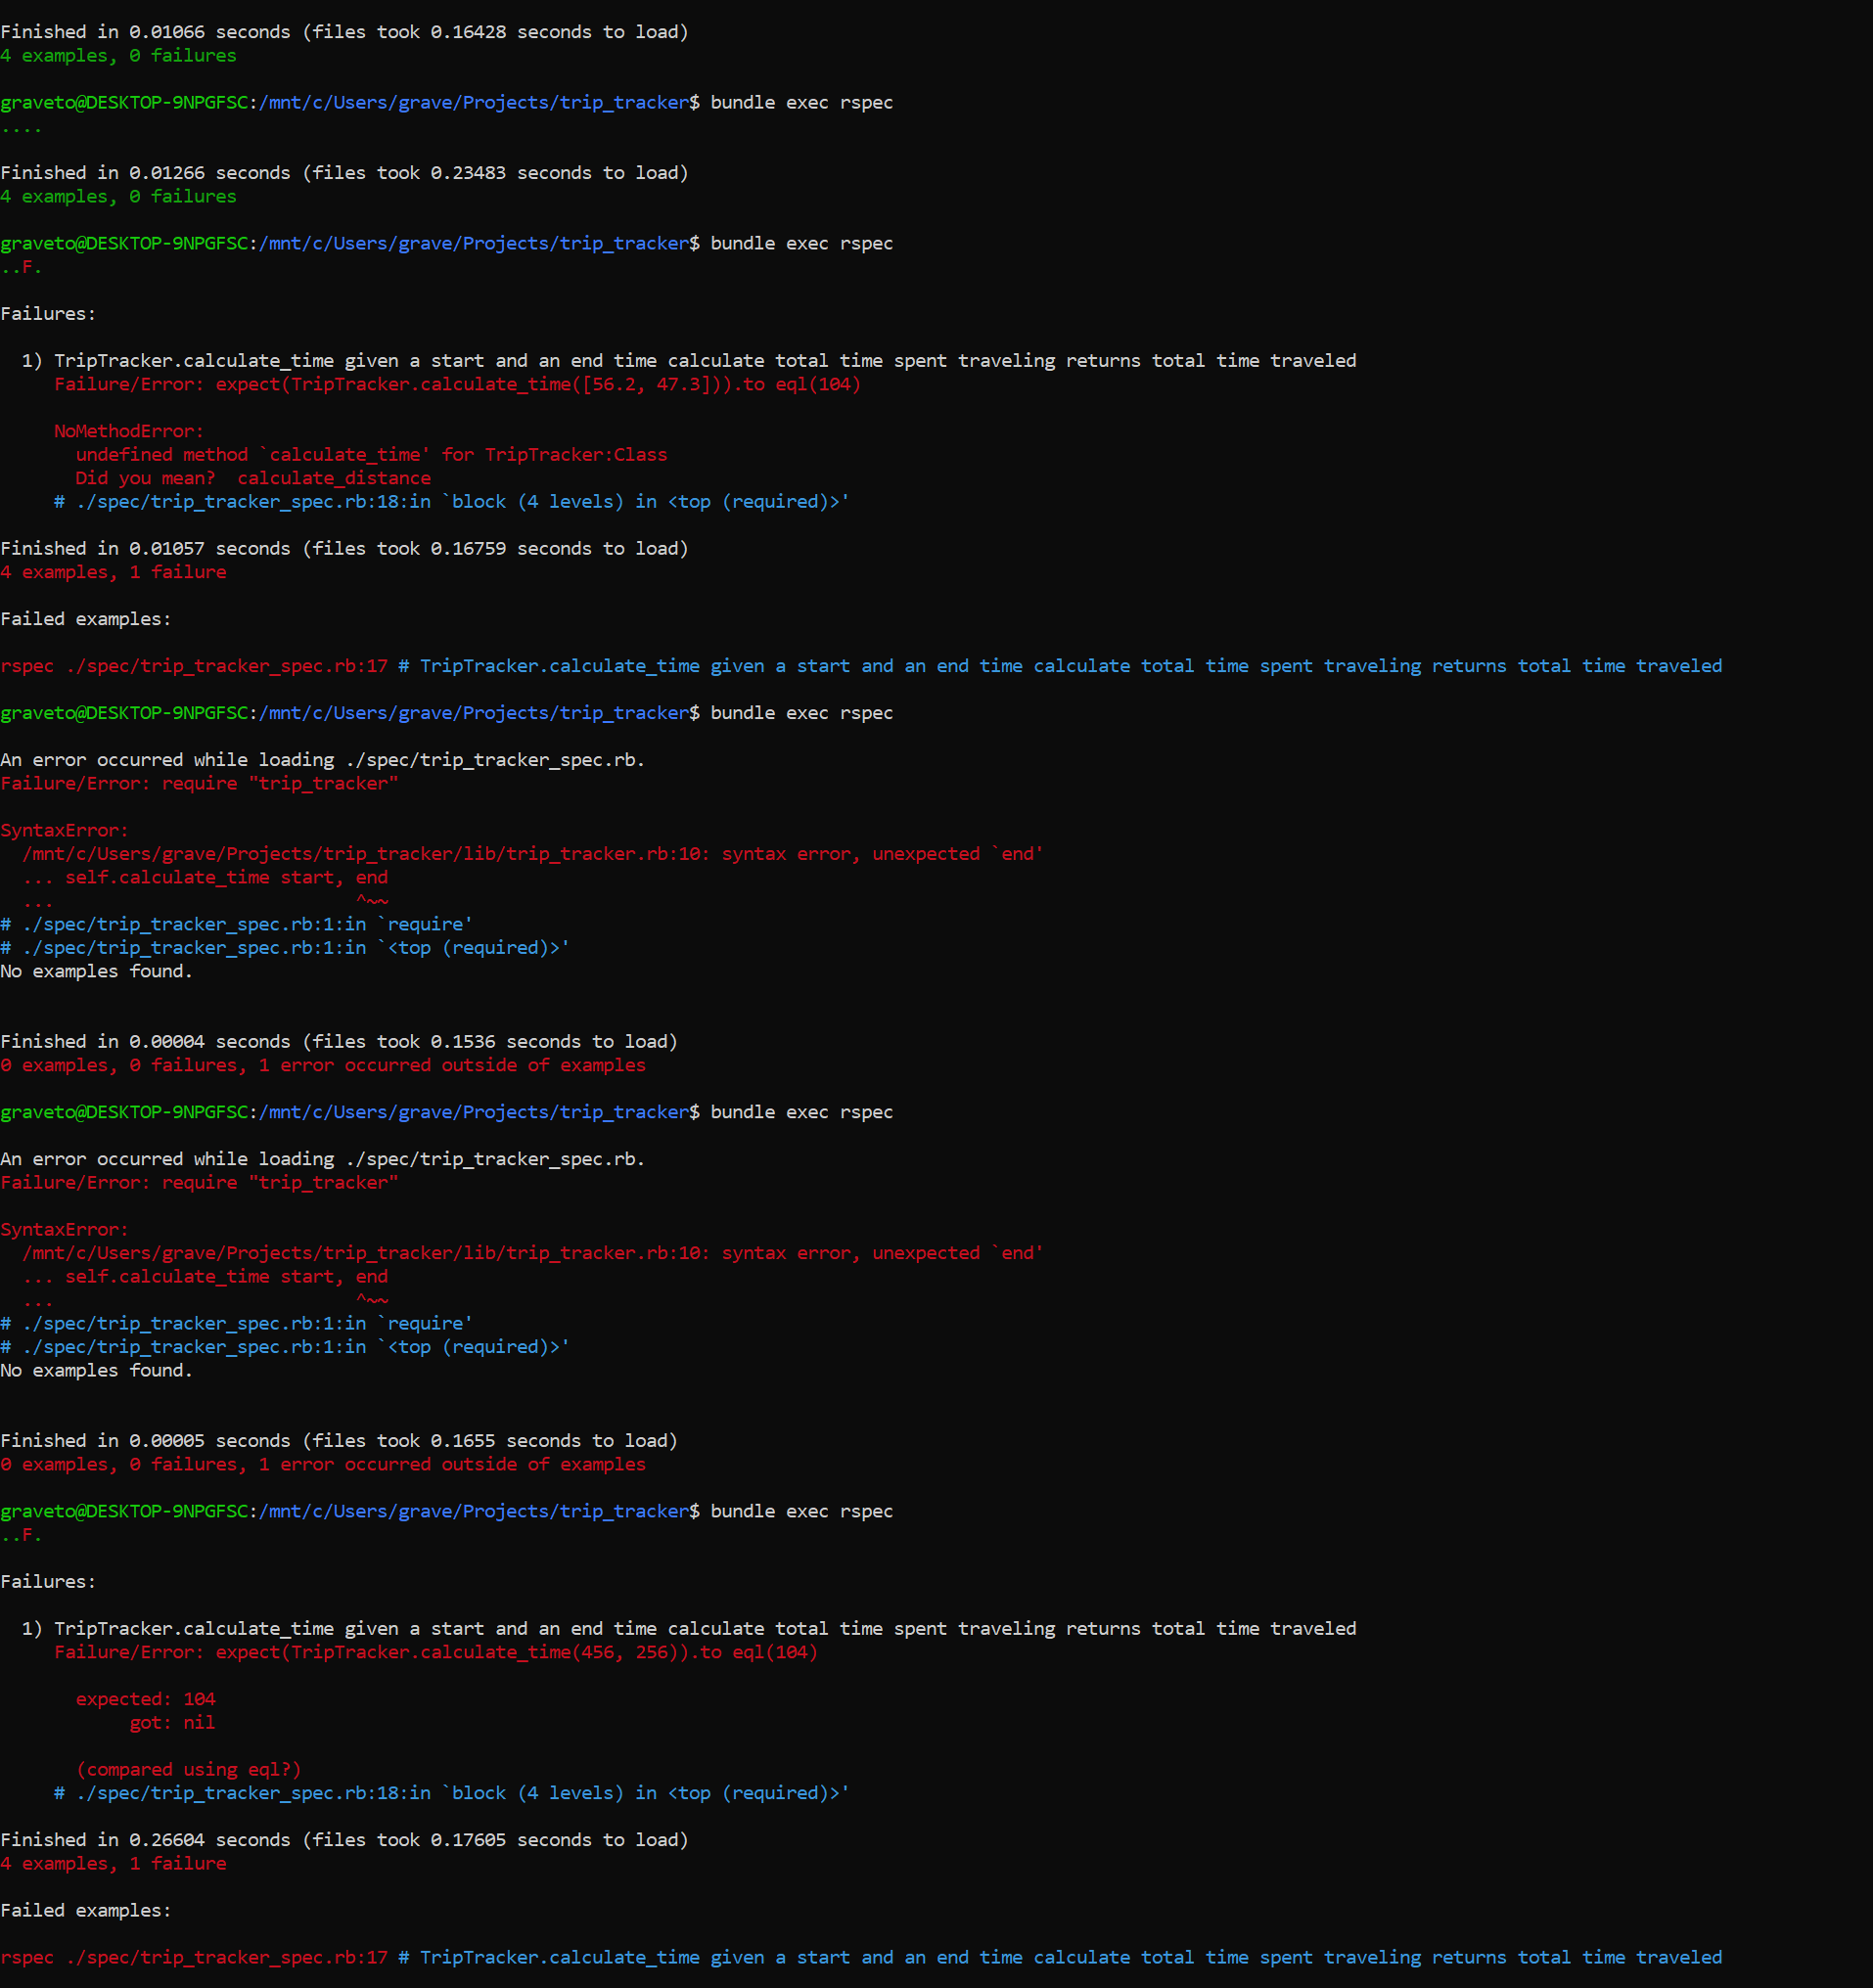 Finished in 0.01066 seconds (files took 0.16428 seconds to load)
4 examples, 0 failures

graveto@DESKTOP-9NPGFSC:/mnt/c/Users/grave/Projects/trip_tracker$ bundle exec rspec
....

Finished in 0.01266 seconds (files took 0.23483 seconds to load)
4 examples, 0 failures

graveto@DESKTOP-9NPGFSC:/mnt/c/Users/grave/Projects/trip_tracker$ bundle exec rspec
..F.

Failures:

  1) TripTracker.calculate_time given a start and an end time calculate total time spent traveling returns total time traveled
     Failure/Error: expect(TripTracker.calculate_time([56.2, 47.3])).to eql(104)

     NoMethodError:
       undefined method `calculate_time' for TripTracker:Class
       Did you mean?  calculate_distance
     # ./spec/trip_tracker_spec.rb:18:in `block (4 levels) in <top (required)>'

Finished in 0.01057 seconds (files took 0.16759 seconds to load)
4 examples, 1 failure

Failed examples:

rspec ./spec/trip_tracker_spec.rb:17 # TripTracker.calculate_time given a start and an end time calculate total time spent traveling returns total time traveled

graveto@DESKTOP-9NPGFSC:/mnt/c/Users/grave/Projects/trip_tracker$ bundle exec rspec

An error occurred while loading ./spec/trip_tracker_spec.rb.
Failure/Error: require "trip_tracker"

SyntaxError:
  /mnt/c/Users/grave/Projects/trip_tracker/lib/trip_tracker.rb:10: syntax error, unexpected `end'
  ... self.calculate_time start, end
  ...                            ^~~
# ./spec/trip_tracker_spec.rb:1:in `require'
# ./spec/trip_tracker_spec.rb:1:in `<top (required)>'
No examples found.


Finished in 0.00004 seconds (files took 0.1536 seconds to load)
0 examples, 0 failures, 1 error occurred outside of examples

graveto@DESKTOP-9NPGFSC:/mnt/c/Users/grave/Projects/trip_tracker$ bundle exec rspec

An error occurred while loading ./spec/trip_tracker_spec.rb.
Failure/Error: require "trip_tracker"

SyntaxError:
  /mnt/c/Users/grave/Projects/trip_tracker/lib/trip_tracker.rb:10: syntax error, unexpected `end'
  ... self.calculate_time start, end
  ...                            ^~~
# ./spec/trip_tracker_spec.rb:1:in `require'
# ./spec/trip_tracker_spec.rb:1:in `<top (required)>'
No examples found.


Finished in 0.00005 seconds (files took 0.1655 seconds to load)
0 examples, 0 failures, 1 error occurred outside of examples

graveto@DESKTOP-9NPGFSC:/mnt/c/Users/grave/Projects/trip_tracker$ bundle exec rspec
..F.

Failures:

  1) TripTracker.calculate_time given a start and an end time calculate total time spent traveling returns total time traveled
     Failure/Error: expect(TripTracker.calculate_time(456, 256)).to eql(104)

       expected: 104
            got: nil

       (compared using eql?)
     # ./spec/trip_tracker_spec.rb:18:in `block (4 levels) in <top (required)>'

Finished in 0.26604 seconds (files took 0.17605 seconds to load)
4 examples, 1 failure

Failed examples:

rspec ./spec/trip_tracker_spec.rb:17 # TripTracker.calculate_time given a start and an end time calculate total time spent traveling returns total time traveled